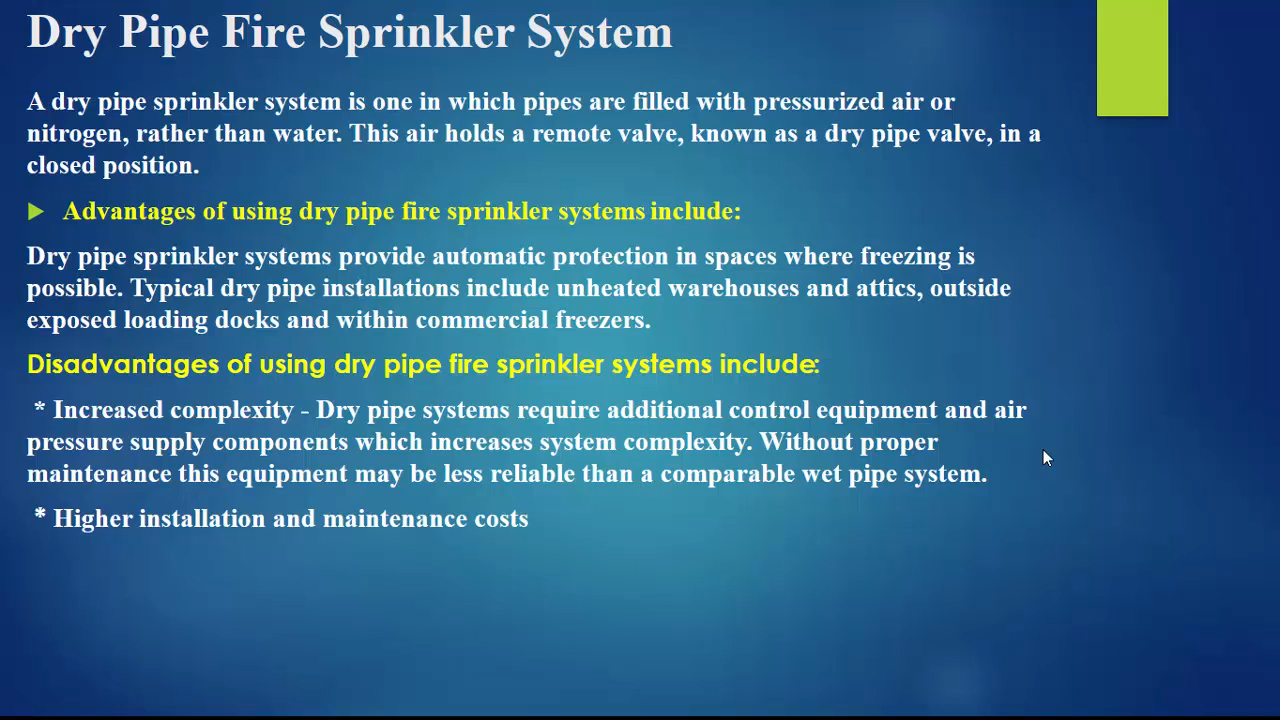 Dry Pipe Fire Sprinkler System
A dry pipe sprinkler system is one in which pipes are filled with pressurized air or
nitrogen, rather than water. This air holds a remote valve, known as a dry pipe valve, in a
closed position.
Advantages of using dry pipe fire sprinkler systems include:
Dry pipe sprinkler systems provide automatic protection in spaces where freezing is
possible. Typical dry pipe installations include unheated warehouses and attics, outside
exposed loading docks and within commercial freezers.
Disadvantages of using dry pipe fire sprinkler systems include:
* Increased complexity - Dry pipe systems require additional control equipment and air
pressure supply components which increases system complexity. Without proper
maintenance this equipment may be less reliable than a comparable wet pipe system.
* Higher installation and maintenance costs